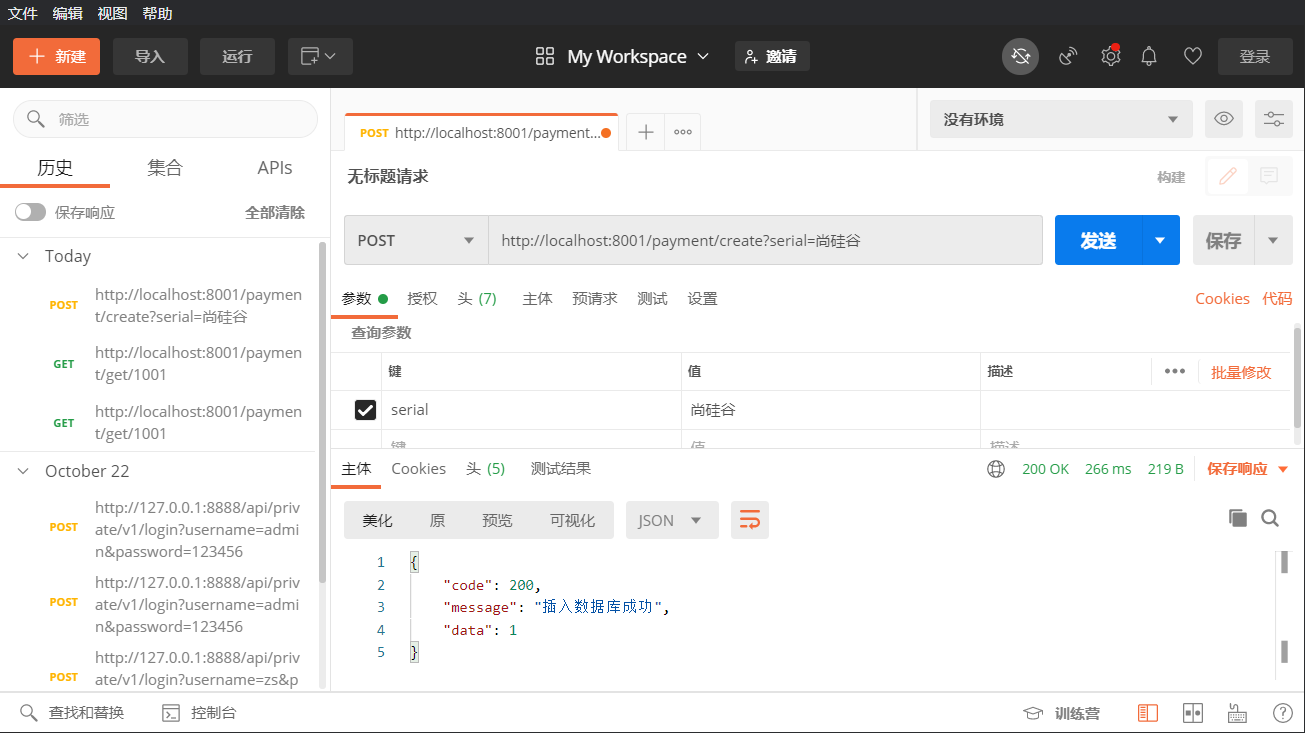 文件 编辑 视图 帮助
新建 导入 运行 My Workspace 邀请 登录
筛选
历史 集合 APIs
保存响应 全部清除
Today
POST http://localhost:8001/paymen
t/create?serial=尚硅谷
GET http://localhost:8001/paymen
t/get/1001
GET http://localhost:8001/paymen
t/get/1001
October 22
POST http://127.0.0.1:8888/api/pri
ate/v1/login?username=adm
n&password=123456
POST http://127.0.0.1:8888/api/priv
ate/v1/login?username=admi
n&password=123456
POST http://127.0.0.1:8888/api/priv
ate/v1/login?username=zs&p
POST http://localhost:8001/payment... 没有环境
无标题请求 构建
POST http://localhost:8001/payment/create?serial=尚硅谷 发送 保存
参数 授权 头 (7) 主体 预请求 测试 设置 Cookies 代码
查询参数
键 值 描述 批量修改
serial 尚硅谷
键 值 描述
主体 Cookies 头 (5) 测试结果 200 OK 266 ms 219 B 保存响应
美化 原 预览 可视化 JSON
1 {
2 "code": 200,
3 "message": "插入数据库成功",
4 "data": 1
5 }
查找和替换 控制台 训练营